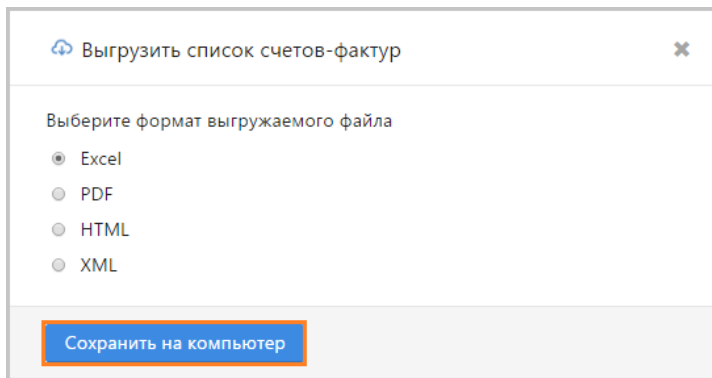 Выгрузить список счетов-фактур
Выберите формат выгружаемого файла
Excel
PDF
HTML
XML
Сохранить на компьютер